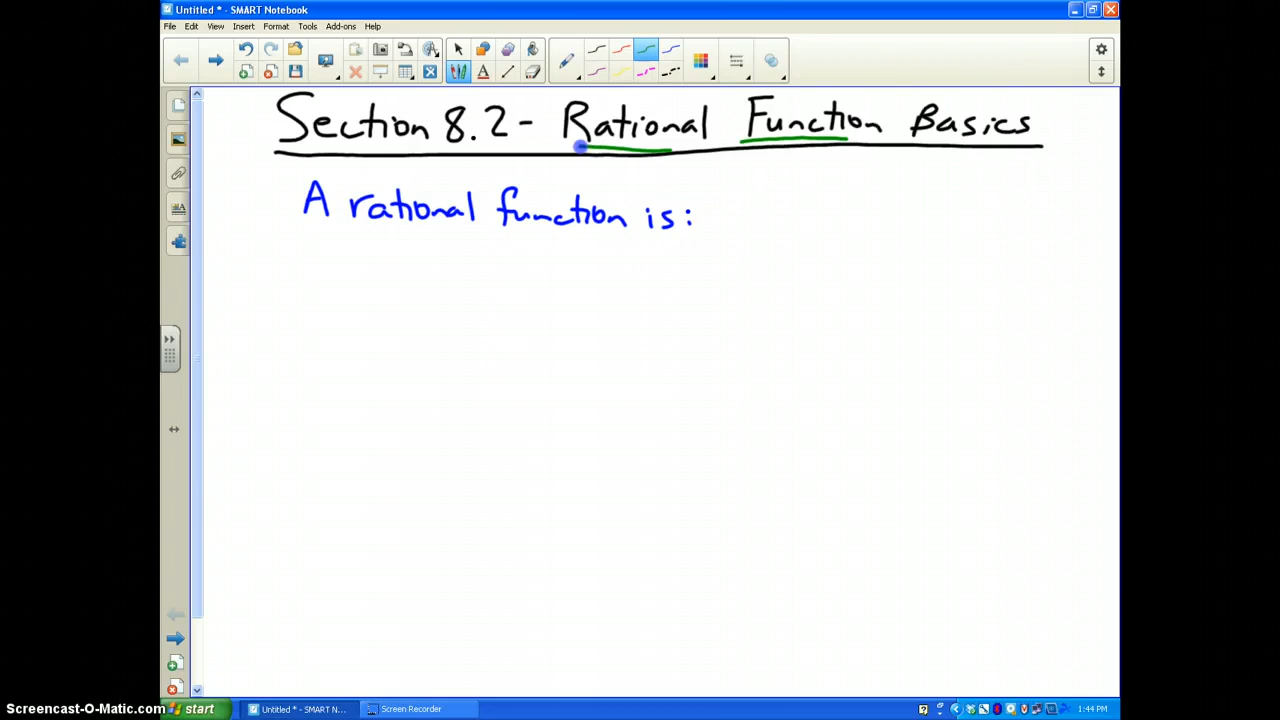 Untitled * - SMART Notebook
File Edit View Insert Format Tools Add-ons Help
Section 8.2 - Rational Function Basics
A rational function is:
Screencast-O-Matic.com
start
Untitled * - SMART N...
Screen Recorder
1:44 PM